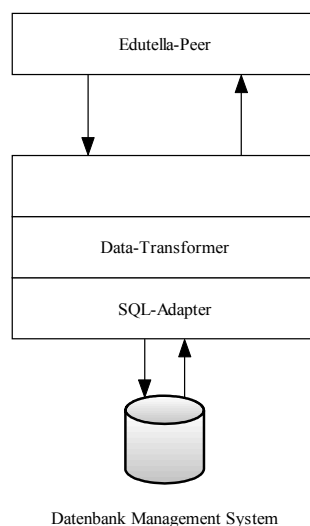 Edutella-Peer
Data-Transformer
SQL-Adapter
Datenbank Management System